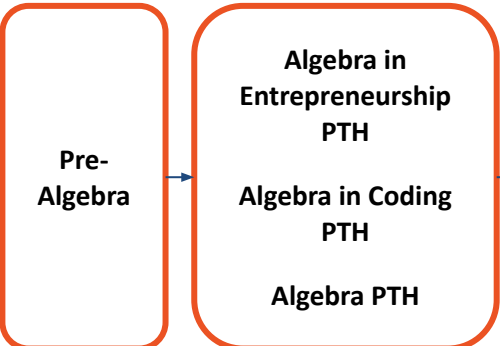 Pre-
Algebra
Algebra in
Entrepreneurship
PTH
Algebra in Coding
PTH
Algebra PTH